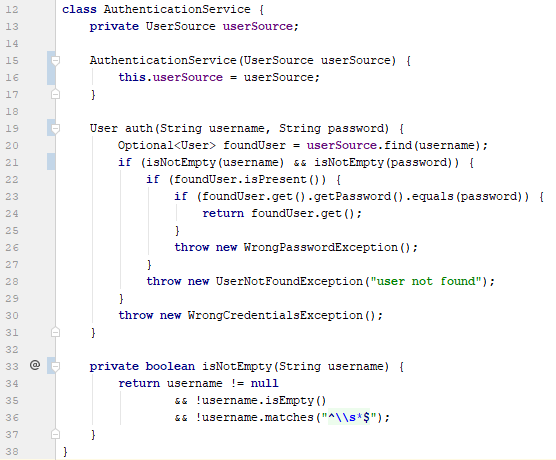 12 class AuthenticationService {
13     private UserSource userSource;
14
15     AuthenticationService(UserSource userSource) {
16         this.userSource = userSource;
17     }
18
19     User auth(String username, String password) {
20         Optional<User> foundUser = userSource.find(username);
21         if (isNotEmpty(username) && isNotEmpty(password)) {
22             if (foundUser.isPresent()) {
23                 if (foundUser.get().getPassword().equals(password)) {
24                     return foundUser.get();
25                 }
26                 throw new WrongPasswordException();
27             }
28             throw new UserNotFoundException("user not found");
29         }
30         throw new WrongCredentialsException();
31     }
32
33 @     private boolean isNotEmpty(String username) {
34         return username != null
35                 && !username.isEmpty()
36                 && !username.matches("^\\s*$");
37     }
38 }